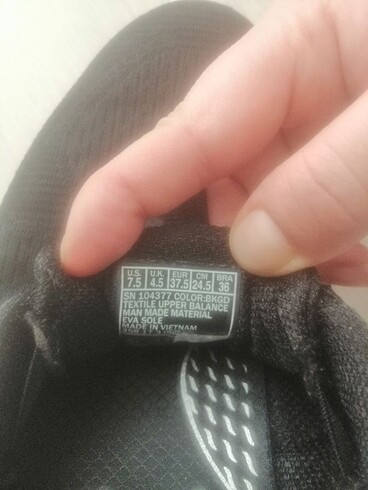 U.S. U.K. EUR CM BRA
7.5 4.5 37.5 24.5 36
SN 104377 COLOR:BKGD
TEXTILE UPPER BALANCE
MAN MADE MATERIAL
EVA SOLE
MADE IN VIETNAM